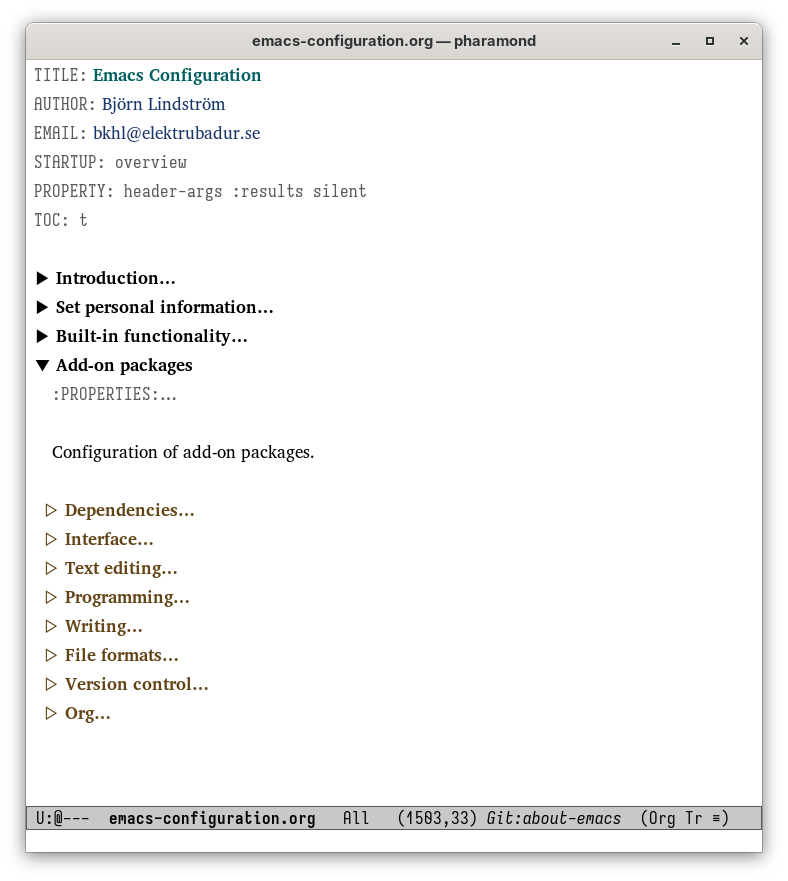 emacs-configuration.org — pharamond
TITLE: Emacs Configuration
AUTHOR: Björn Lindström
EMAIL: bkhl@elektrubadur.se
STARTUP: overview
PROPERTY: header-args :results silent
TOC: t
▶ Introduction...
▶ Set personal information...
▶ Built-in functionality...
▼ Add-on packages
:PROPERTIES:...
Configuration of add-on packages.
▷ Dependencies...
▷ Interface...
▷ Text editing...
▷ Programming...
▷ Writing...
▷ File formats...
▷ Version control...
▷ Org...
U:@--- emacs-configuration.org All (1503,33) Git:about-emacs (Org Tr ≡)